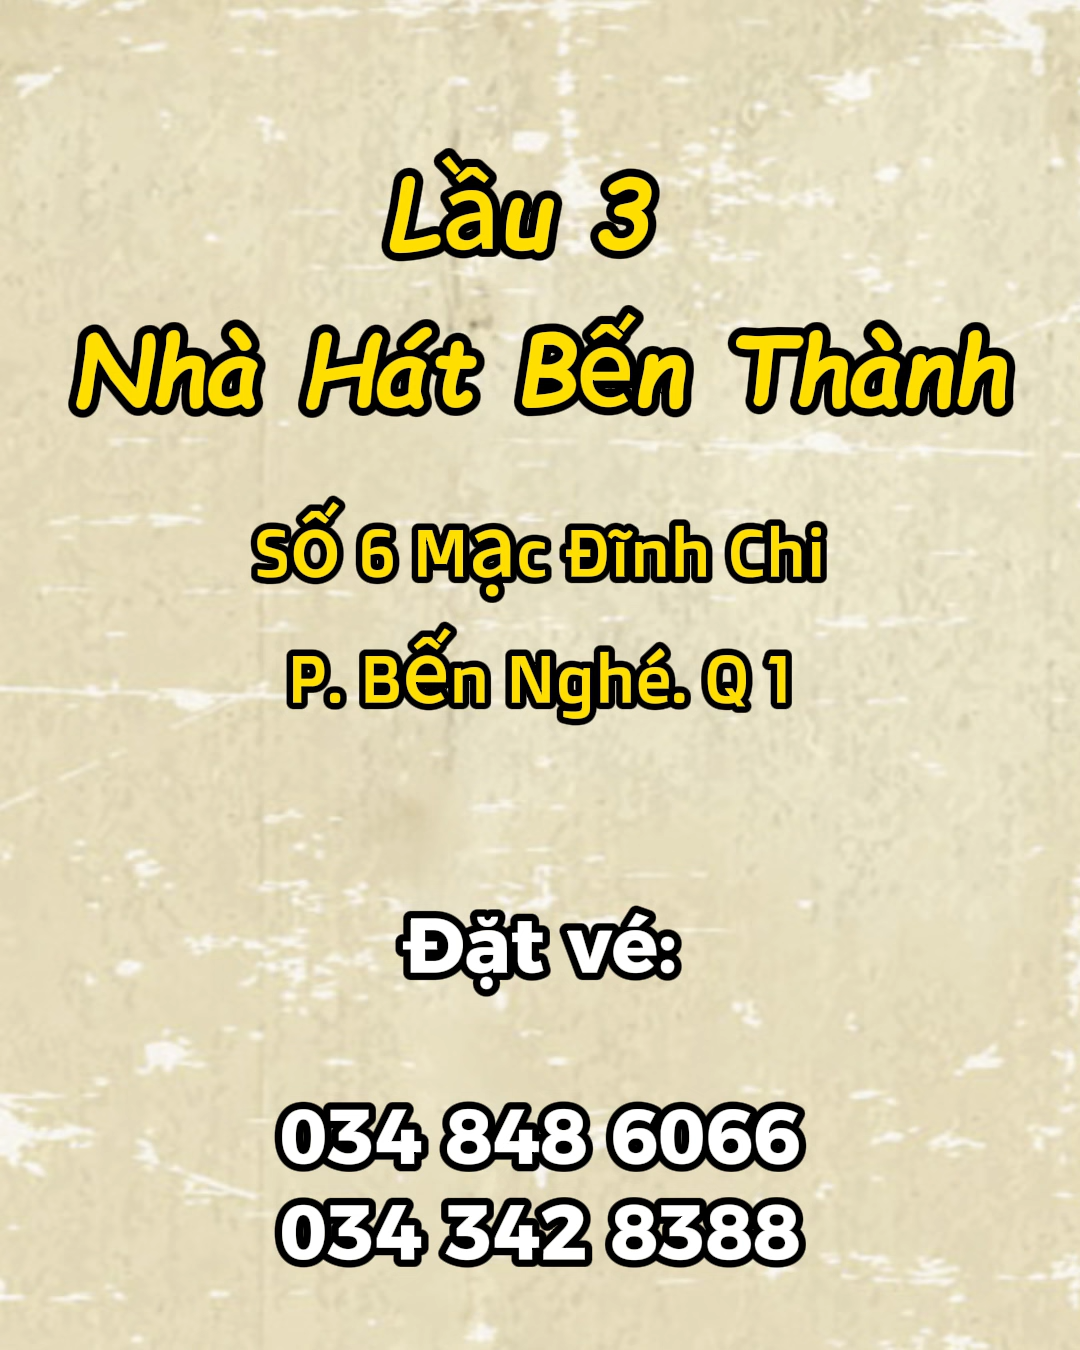 Lầu 3
Nhà Hát Bến Thành
Số 6 Mạc Đĩnh Chi
P. Bến Nghé. Q 1
Đặt vé:
034 848 6066
034 342 8388